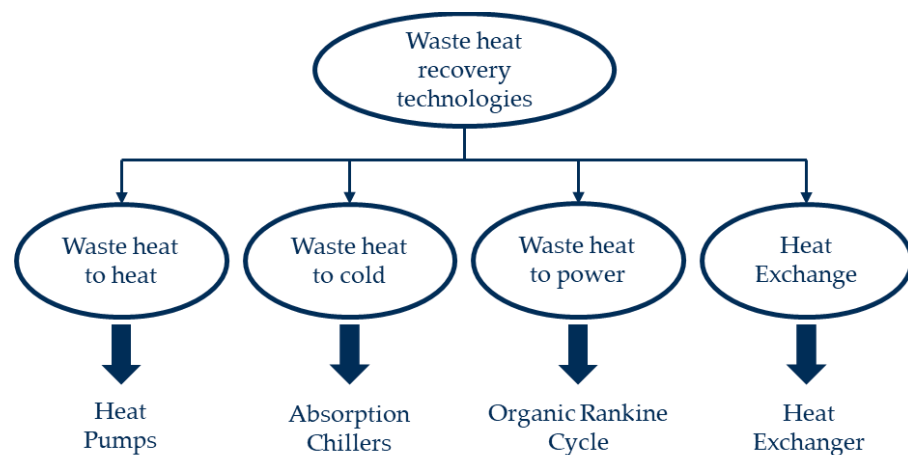 Waste heat
recovery
technologies
Waste heat
to heat
Waste heat
to cold
Waste heat
to power
Heat
Exchange
Heat
Pumps
Absorption
Chillers
Organic Rankine
Cycle
Heat
Exchanger